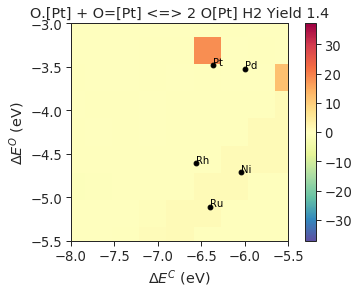 O.[Pt] + O=[Pt] <=> 2 O[Pt] H2 Yield 1.4
−3.0
−3.5
−4.0
−4.5
−5.0
−5.5
ΔE^O (eV)
Pt
Pd
Rh
Ni
Ru
−8.0 −7.5 −7.0 −6.5 −6.0 −5.5
ΔE^C (eV)
30
20
10
0
−10
−20
−30